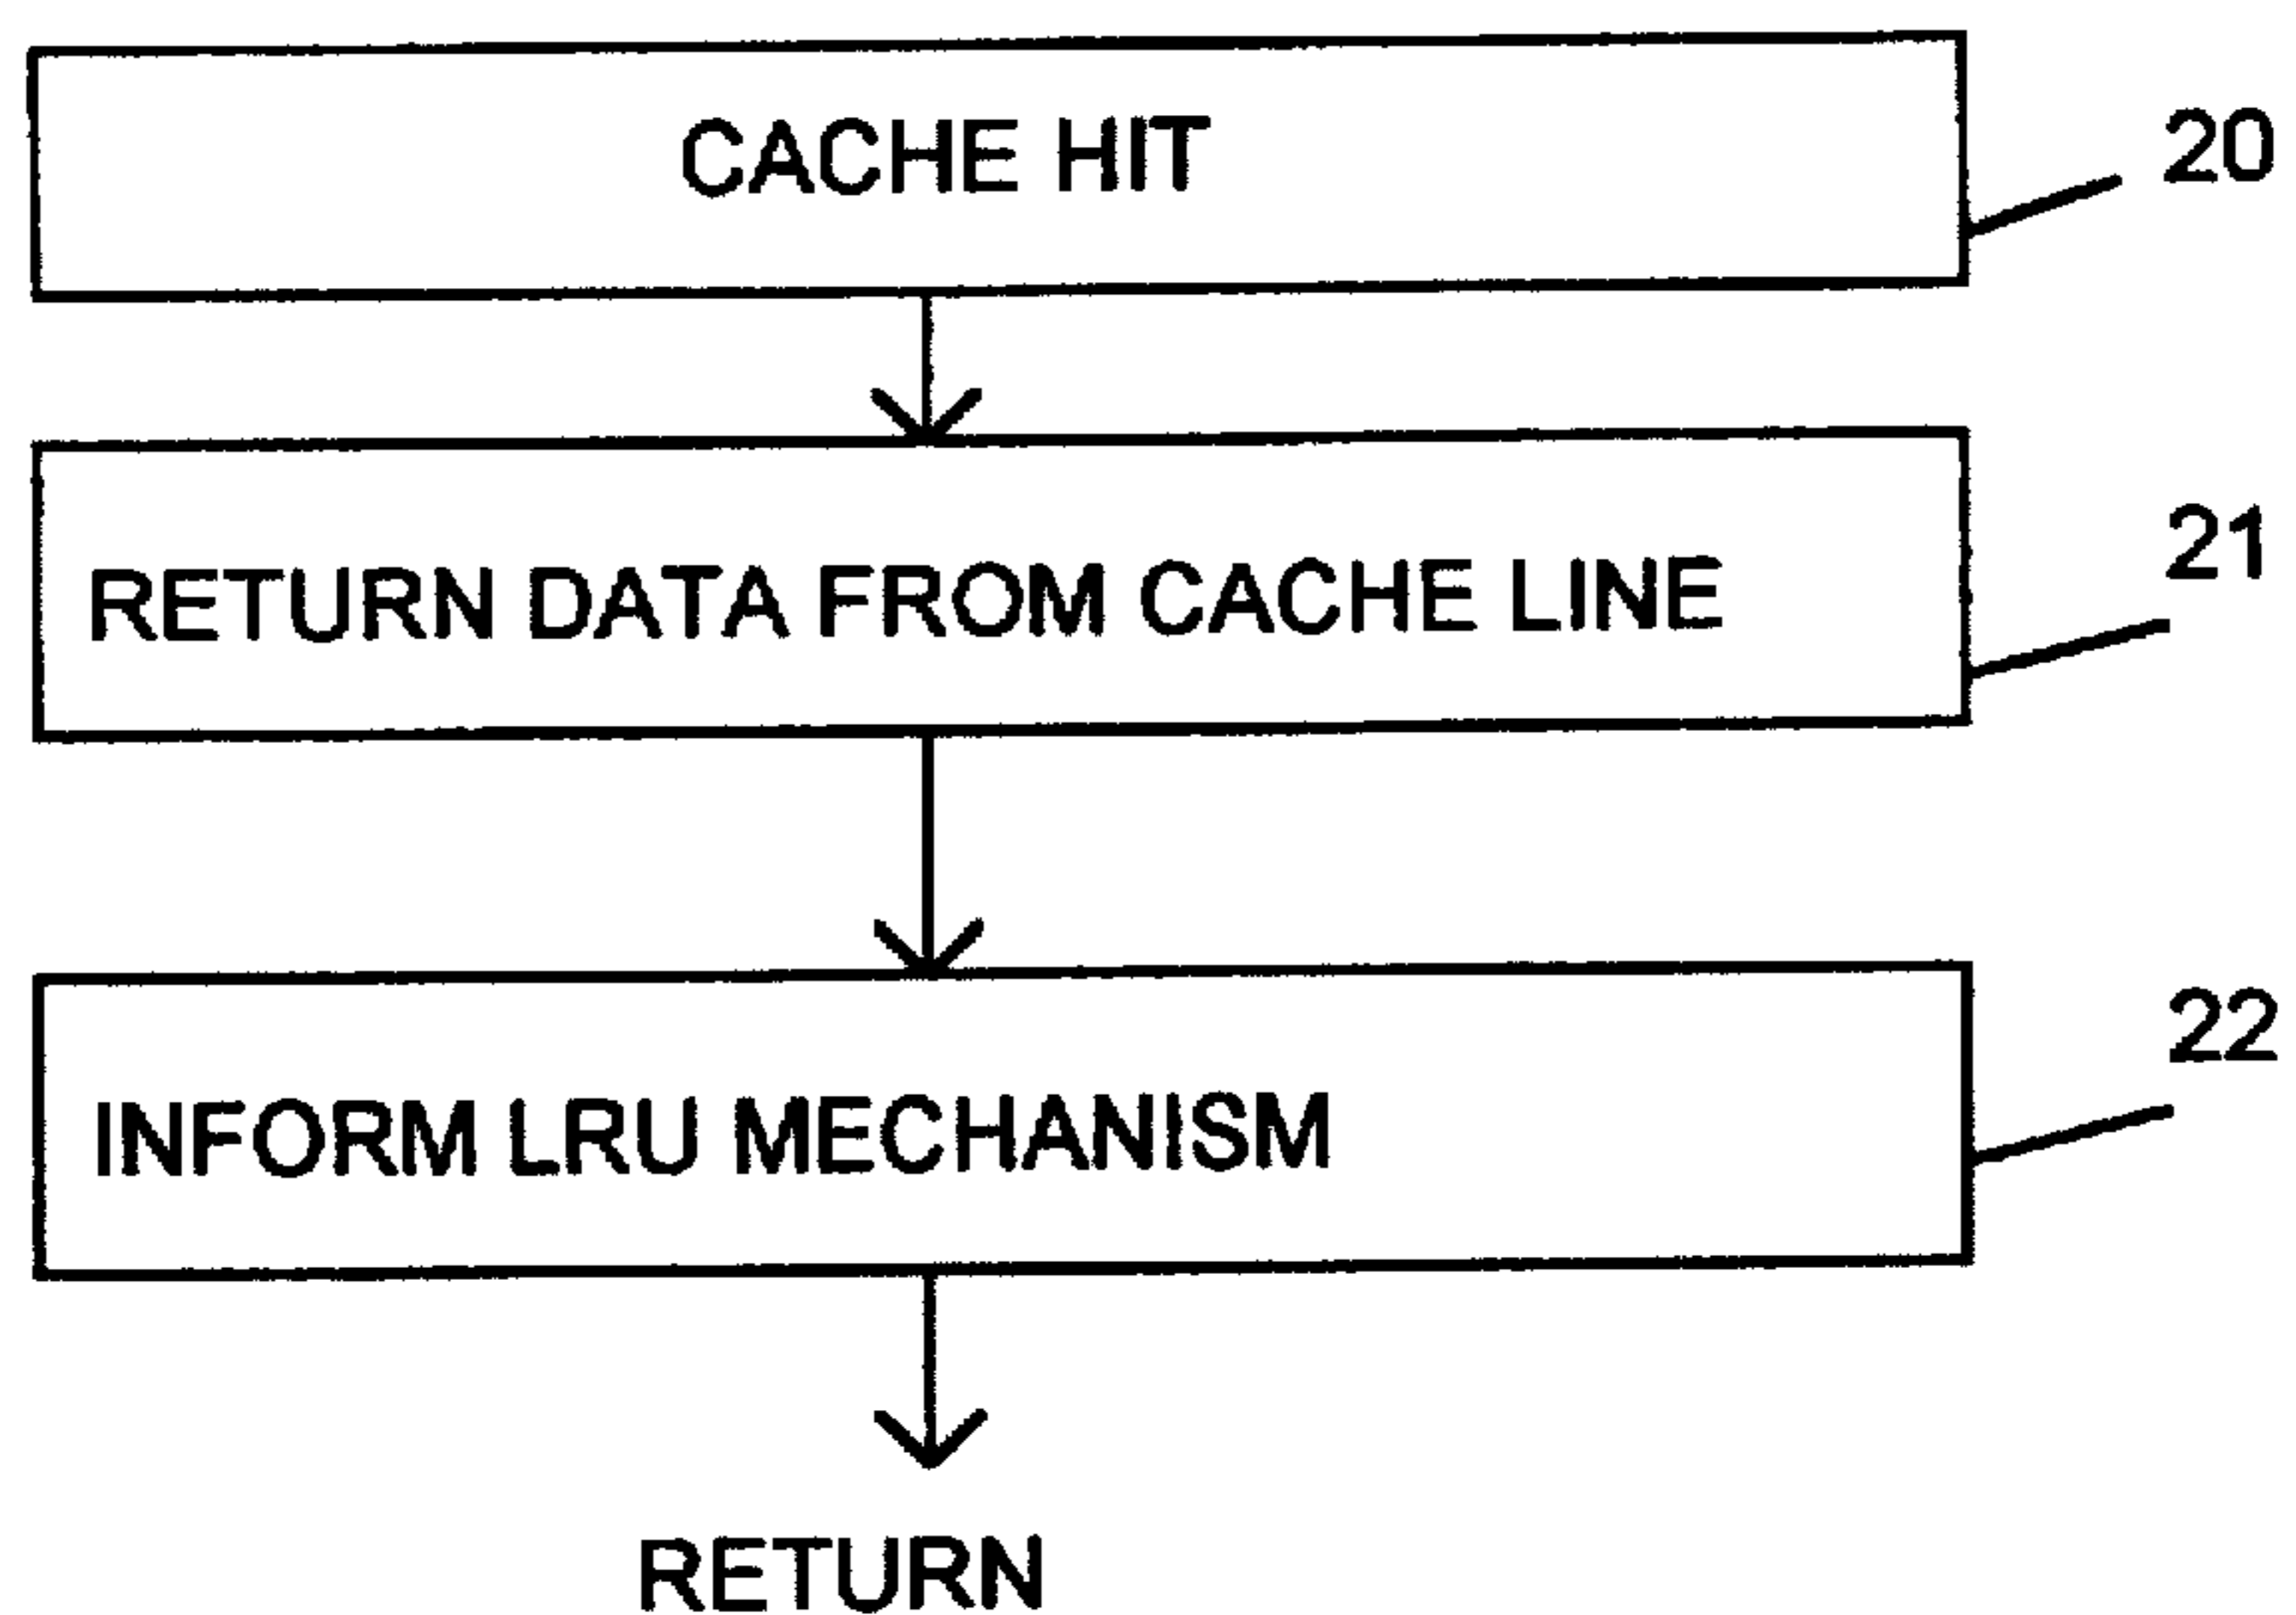 CACHE HIT
20
RETURN DATA FROM CACHE LINE
21
INFORM LRU MECHANISM
22
RETURN